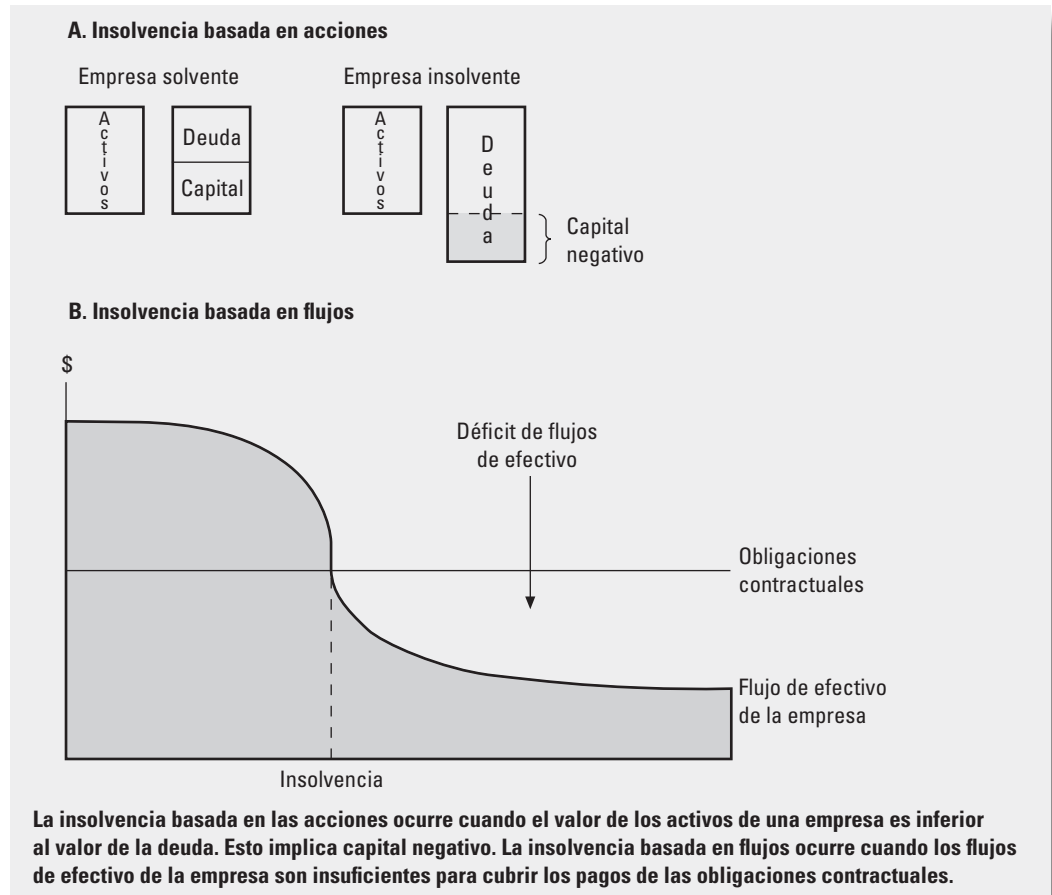 A. Insolvencia basada en acciones
Empresa solvente
Empresa insolvente
Activos
Deuda
Capital
Activos
Deuda
Capital
negativo
B. Insolvencia basada en flujos
$
Déficit de flujos
de efectivo
Obligaciones
contractuales
Flujo de efectivo
de la empresa
Insolvencia
La insolvencia basada en las acciones ocurre cuando el valor de los activos de una empresa es inferior
al valor de la deuda. Esto implica capital negativo. La insolvencia basada en flujos ocurre cuando los flujos
de efectivo de la empresa son insuficientes para cubrir los pagos de las obligaciones contractuales.